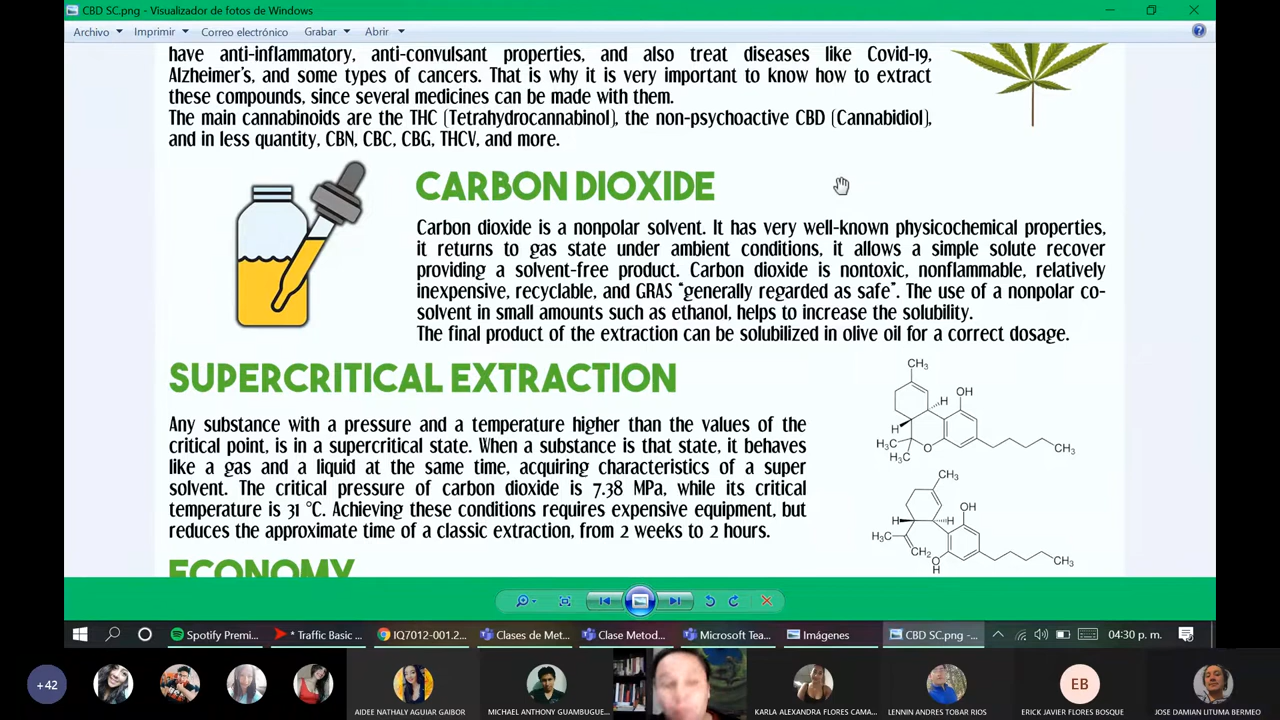 CBD SC.png - Visualizador de fotos de Windows
Archivo Imprimir Correo electrónico Grabar Abrir
have anti-inflammatory, anti-convulsant properties, and also treat diseases like Covid-19,
Alzheimer's, and some types of cancers. That is why it is very important to know how to extract
these compounds, since several medicines can be made with them.
The main cannabinoids are the THC (Tetrahydrocannabinol), the non-psychoactive CBD (Cannabidiol),
and in less quantity, CBN, CBC, CBG, THCV, and more.
CARBON DIOXIDE
Carbon dioxide is a nonpolar solvent. It has very well-known physicochemical properties,
it returns to gas state under ambient conditions, it allows a simple solute recover
providing a solvent-free product. Carbon dioxide is nontoxic, nonflammable, relatively
inexpensive, recyclable, and GRAS “generally regarded as safe”. The use of a nonpolar co-
solvent in small amounts such as ethanol, helps to increase the solubility.
The final product of the extraction can be solubilized in olive oil for a correct dosage.
SUPERCRITICAL EXTRACTION
Any substance with a pressure and a temperature higher than the values of the
critical point, is in a supercritical state. When a substance is that state, it behaves
like a gas and a liquid at the same time, acquiring characteristics of a super
solvent. The critical pressure of carbon dioxide is 7.38 MPa, while its critical
temperature is 31 °C. Achieving these conditions requires expensive equipment, but
reduces the approximate time of a classic extraction, from 2 weeks to 2 hours.
CH3
OH
H
H
H3C
O
H3C
CH3
CH3
OH
H
H
H3C
CH2
O
H
CH3
ECONOMY
Spotify Premi... * Traffic Basic ... IQ7012-001.2... Clases de Met... Clase Metod... Microsoft Tea... Imágenes CBD SC.png -... 04:30 p. m.
+42
AIDEE NATHALY AGUIAR GAIBOR
MICHAEL ANTHONY GUAMBUGUE...
KARLA ALEXANDRA FLORES CAMA...
LENNIN ANDRES TOBAR RIOS
EB
ERICK JAVIER FLORES BOSQUE
JOSE DAMIAN UTUMA BERMEO